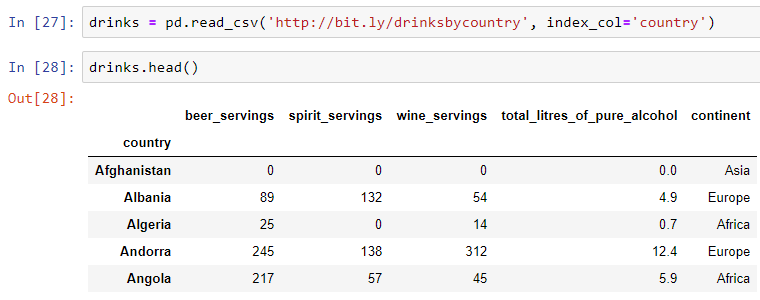 In [27]: drinks = pd.read_csv('http://bit.ly/drinksbycountry', index_col='country')
In [28]: drinks.head()
Out[28]:
beer_servings spirit_servings wine_servings total_litres_of_pure_alcohol continent
country
Afghanistan 0 0 0 0.0 Asia
Albania 89 132 54 4.9 Europe
Algeria 25 0 14 0.7 Africa
Andorra 245 138 312 12.4 Europe
Angola 217 57 45 5.9 Africa